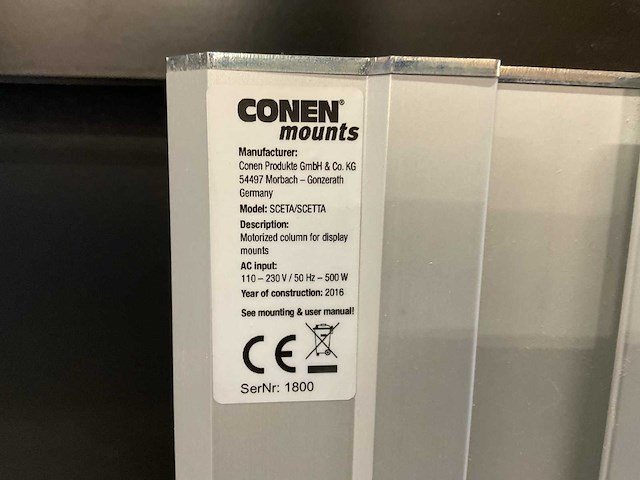 CONEN®
mounts
Manufacturer:
Conen Produkte GmbH & Co. KG
54497 Morbach – Gonzerath
Germany
Model: SCETA/SCETTA
Description:
Motorized column for display
mounts
AC input:
110 – 230 V / 50 Hz – 500 W
Year of construction: 2016
See mounting & user manual!
CE
SerNr: 1800